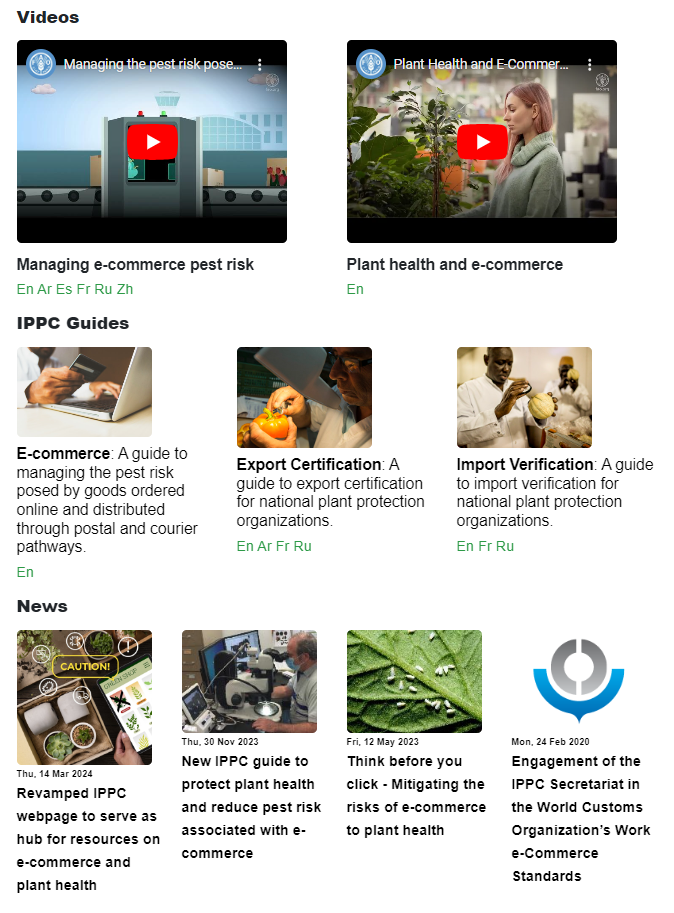 Videos
Managing the pest risk pose...
Plant Health and E-Commer...
Managing e-commerce pest risk
En Ar Es Fr Ru Zh
Plant health and e-commerce
En
IPPC Guides
E-commerce: A guide to
managing the pest risk
posed by goods ordered
online and distributed
through postal and courier
pathways.
En
Export Certification: A
guide to export certification
for national plant protection
organizations.
En Ar Fr Ru
Import Verification: A guide
to import verification for
national plant protection
organizations.
En Fr Ru
News
CAUTION!
Thu, 14 Mar 2024
Revamped IPPC
webpage to serve as
hub for resources on
e-commerce and
plant health
Thu, 30 Nov 2023
New IPPC guide to
protect plant health
and reduce pest risk
associated with e-
commerce
Fri, 12 May 2023
Think before you
click - Mitigating the
risks of e-commerce
to plant health
Mon, 24 Feb 2020
Engagement of the
IPPC Secretariat in
the World Customs
Organization's Work
e-Commerce
Standards